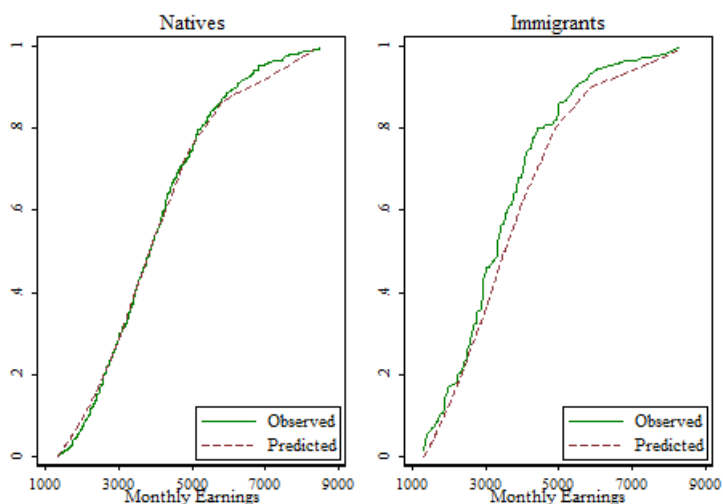 Natives
1
.8
.6
.4
.2
0
Observed
Predicted
1000 3000 5000 7000 9000
Monthly Earnings
Immigrants
1
.8
.6
.4
.2
0
Observed
Predicted
1000 3000 5000 7000 9000
Monthly Earnings